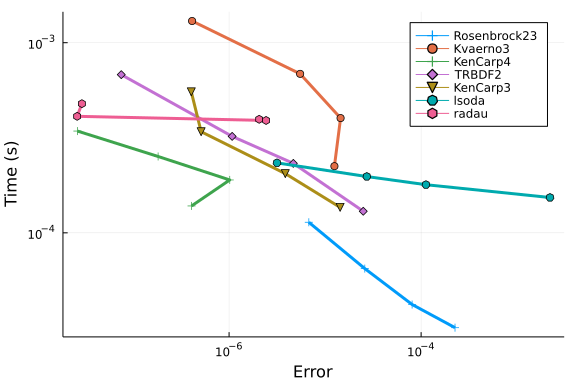 Time (s)
10⁻³
10⁻⁴
Rosenbrock23
Kvaerno3
KenCarp4
TRBDF2
KenCarp3
lsoda
radau
10⁻⁶
10⁻⁴
Error